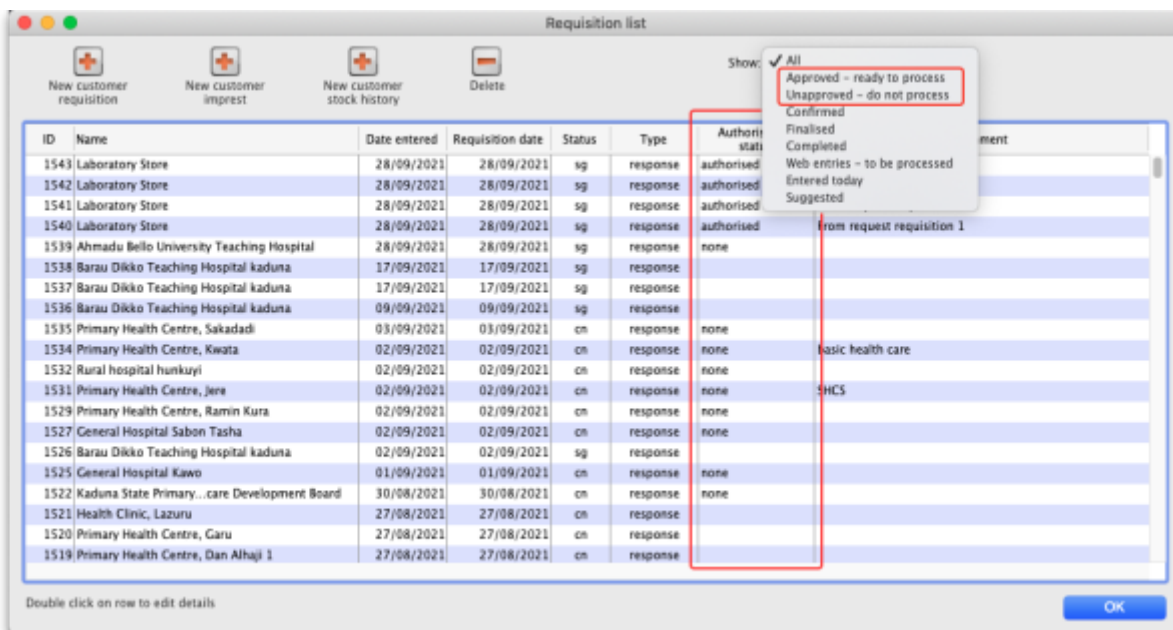 Requisition list
New customer requisition
New customer imprest
New customer stock history
Delete
Show: ✓ All
Approved – ready to process
Unapproved – do not process
Confirmed
Finalised
Completed
Web entries – to be processed
Entered today
Suggested
ID Name Date entered Requisition date Status Type
1543 Laboratory Store 28/09/2021 28/09/2021 sg response authorised
1542 Laboratory Store 28/09/2021 28/09/2021 sg response authorised
1541 Laboratory Store 28/09/2021 28/09/2021 sg response authorised
1540 Laboratory Store 28/09/2021 28/09/2021 sg response authorised From request requisition 1
1539 Ahmadu Bello University Teaching Hospital 28/09/2021 28/09/2021 sg response none
1538 Barau Dikko Teaching Hospital kaduna 17/09/2021 17/09/2021 sg response
1537 Barau Dikko Teaching Hospital kaduna 17/09/2021 17/09/2021 sg response
1536 Barau Dikko Teaching Hospital kaduna 09/09/2021 09/09/2021 sg response
1535 Primary Health Centre, Sakadadi 03/09/2021 03/09/2021 cn response none
1534 Primary Health Centre, Kwata 02/09/2021 02/09/2021 cn response none basic health care
1532 Rural hospital hunkuyi 02/09/2021 02/09/2021 cn response none
1531 Primary Health Centre, Jere 02/09/2021 02/09/2021 cn response none SHCS
1529 Primary Health Centre, Ramin Kura 02/09/2021 02/09/2021 cn response none
1527 General Hospital Sabon Tasha 02/09/2021 02/09/2021 cn response none
1526 Barau Dikko Teaching Hospital kaduna 02/09/2021 02/09/2021 sg response
1525 General Hospital Kawo 01/09/2021 01/09/2021 cn response none
1522 Kaduna State Primary...care Development Board 30/08/2021 30/08/2021 cn response none
1521 Health Clinic, Lazuru 27/08/2021 27/08/2021 cn response
1520 Primary Health Centre, Garu 27/08/2021 27/08/2021 cn response
1519 Primary Health Centre, Dan Alhaji 1 27/08/2021 27/08/2021 cn response
Double click on row to edit details
OK